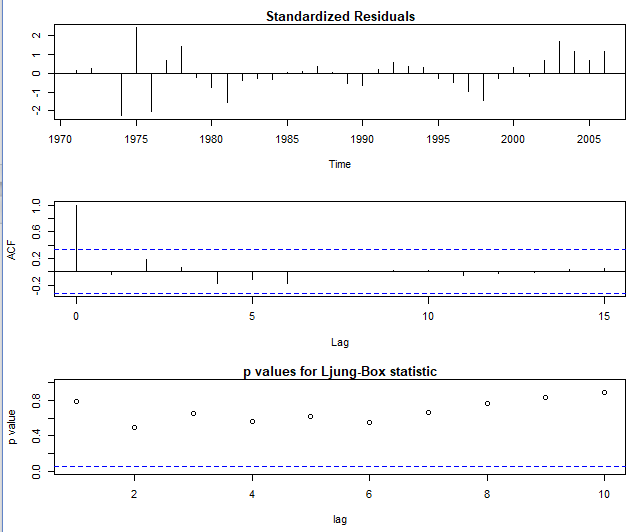 Standardized Residuals
2
1
0
-1
-2
1970 1975 1980 1985 1990 1995 2000 2005
Time
ACF
1.0
0.6
0.2
-0.2
0 5 10 15
Lag
p values for Ljung-Box statistic
p value
0.8
0.4
0.0
2 4 6 8 10
lag